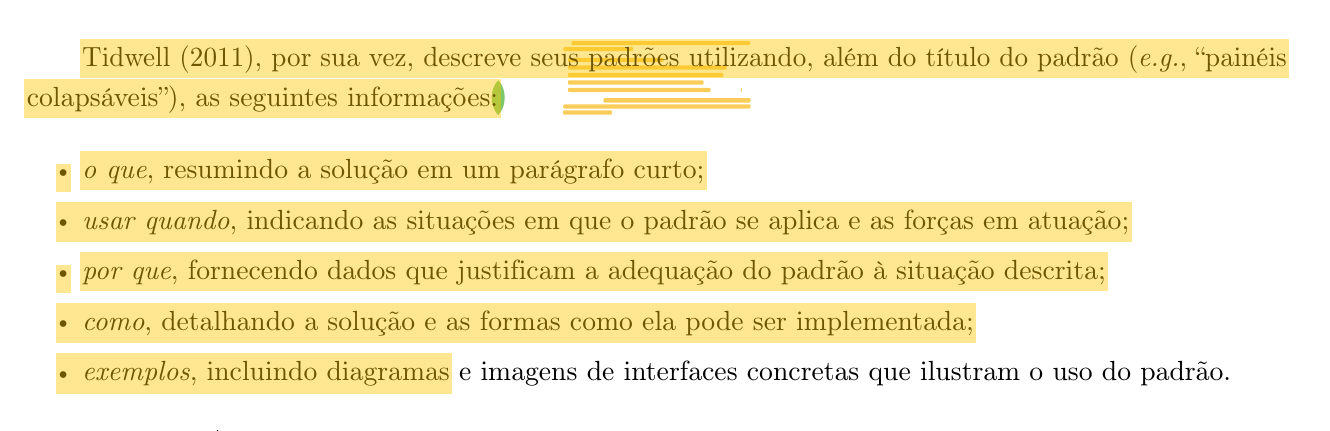 Tidwell (2011), por sua vez, descreve seus padrões utilizando, além do título do padrão (e.g., “painéis
colapsáveis”), as seguintes informações:
• o que, resumindo a solução em um parágrafo curto;
• usar quando, indicando as situações em que o padrão se aplica e as forças em atuação;
• por que, fornecendo dados que justificam a adequação do padrão à situação descrita;
• como, detalhando a solução e as formas como ela pode ser implementada;
• exemplos, incluindo diagramas e imagens de interfaces concretas que ilustram o uso do padrão.